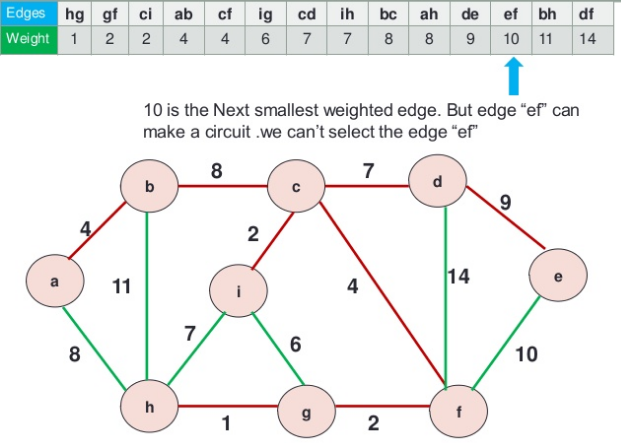 Edges hg gf ci ab cf ig cd ih bc ah de ef bh df
Weight 1 2 2 4 4 6 7 7 8 8 9 10 11 14
10 is the Next smallest weighted edge. But edge “ef” can
make a circuit .we can’t select the edge “ef”
8 7
b c d
4 9
2
a 11 i 4 14 e
7 6
8 10
h g f
1 2